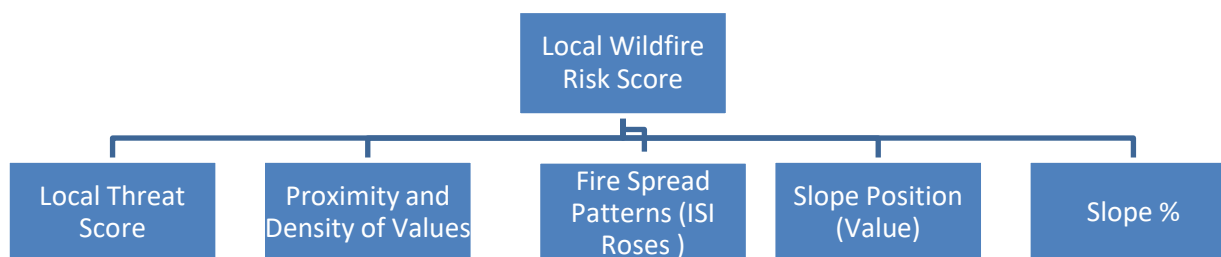 Local Wildfire
Risk Score
Local Threat
Score
Proximity and
Density of Values
Fire Spread
Patterns (ISI
Roses )
Slope Position
(Value)
Slope %